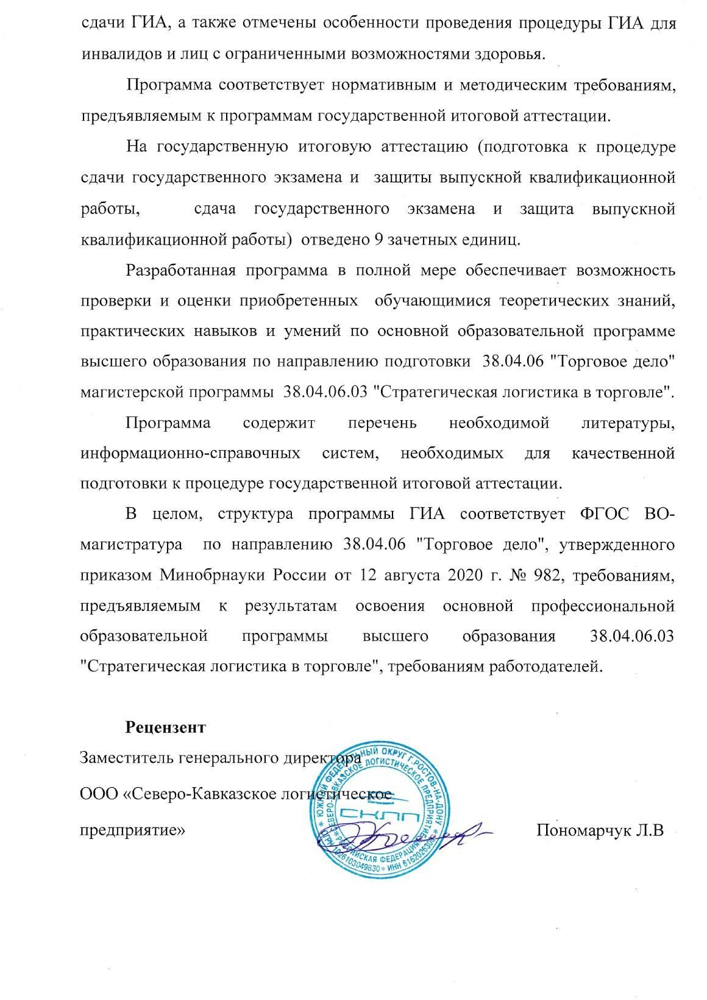 сдачи ГИА, а также отмечены особенности проведения процедуры ГИА для
инвалидов и лиц с ограниченными возможностями здоровья.
Программа соответствует нормативным и методическим требованиям,
предъявляемым к программам государственной итоговой аттестации.
На государственную итоговую аттестацию (подготовка к процедуре
сдачи государственного экзамена и защиты выпускной квалификационной
работы, сдача государственного экзамена и защита выпускной
квалификационной работы) отведено 9 зачетных единиц.
Разработанная программа в полной мере обеспечивает возможность
проверки и оценки приобретенных обучающимися теоретических знаний,
практических навыков и умений по основной образовательной программе
высшего образования по направлению подготовки 38.04.06 "Торговое дело"
магистерской программы 38.04.06.03 "Стратегическая логистика в торговле".
Программа содержит перечень необходимой литературы,
информационно-справочных систем, необходимых для качественной
подготовки к процедуре государственной итоговой аттестации.
В целом, структура программы ГИА соответствует ФГОС ВО-
магистратура по направлению 38.04.06 "Торговое дело", утвержденного
приказом Минобрнауки России от 12 августа 2020 г. № 982, требованиям,
предъявляемым к результатам освоения основной профессиональной
образовательной программы высшего образования 38.04.06.03
"Стратегическая логистика в торговле", требованиям работодателей.
Рецензент
Заместитель генерального директора
ООО «Северо-Кавказское логистическое
предприятие»
Пономарчук Л.В
ЮЖНЫЙ ФЕДЕРАЛЬНЫЙ ОКРУГ Г.РОСТОВ-НА-ДОНУ
СЕВЕРО-КАВКАЗСКОЕ ЛОГИСТИЧЕСКОЕ ПРЕДПРИЯТИЕ
РОССИЙСКАЯ ФЕДЕРАЦИЯ
ОГРН 1026103049830 * ИНН
СКЛП